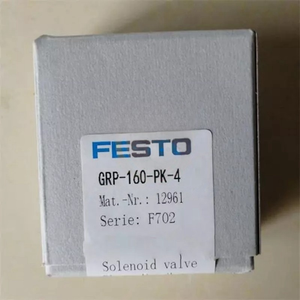 FESTO
GRP-160-PK-4
Mat.-Nr.: 12961
Serie: F702
Solenoid valve